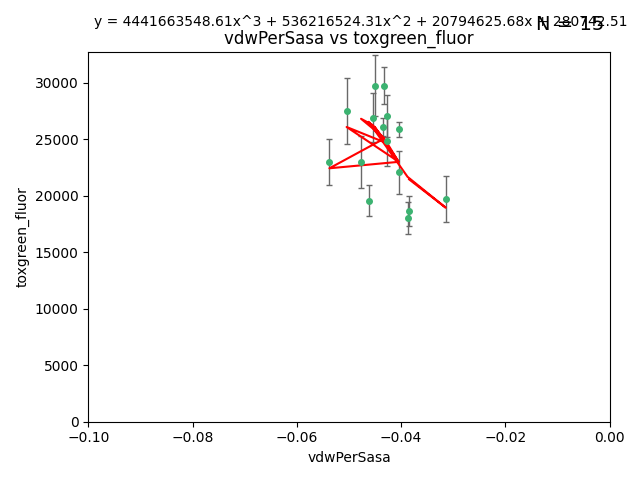 y = 4441663548.61x^3 + 536216524.31x^2 + 20794625.68x + 280742.51
N = 15
vdwPerSasa vs toxgreen_fluor
30000
25000
20000
15000
10000
5000
0
toxgreen_fluor
−0.10 −0.08 −0.06 −0.04 −0.02 0.00
vdwPerSasa